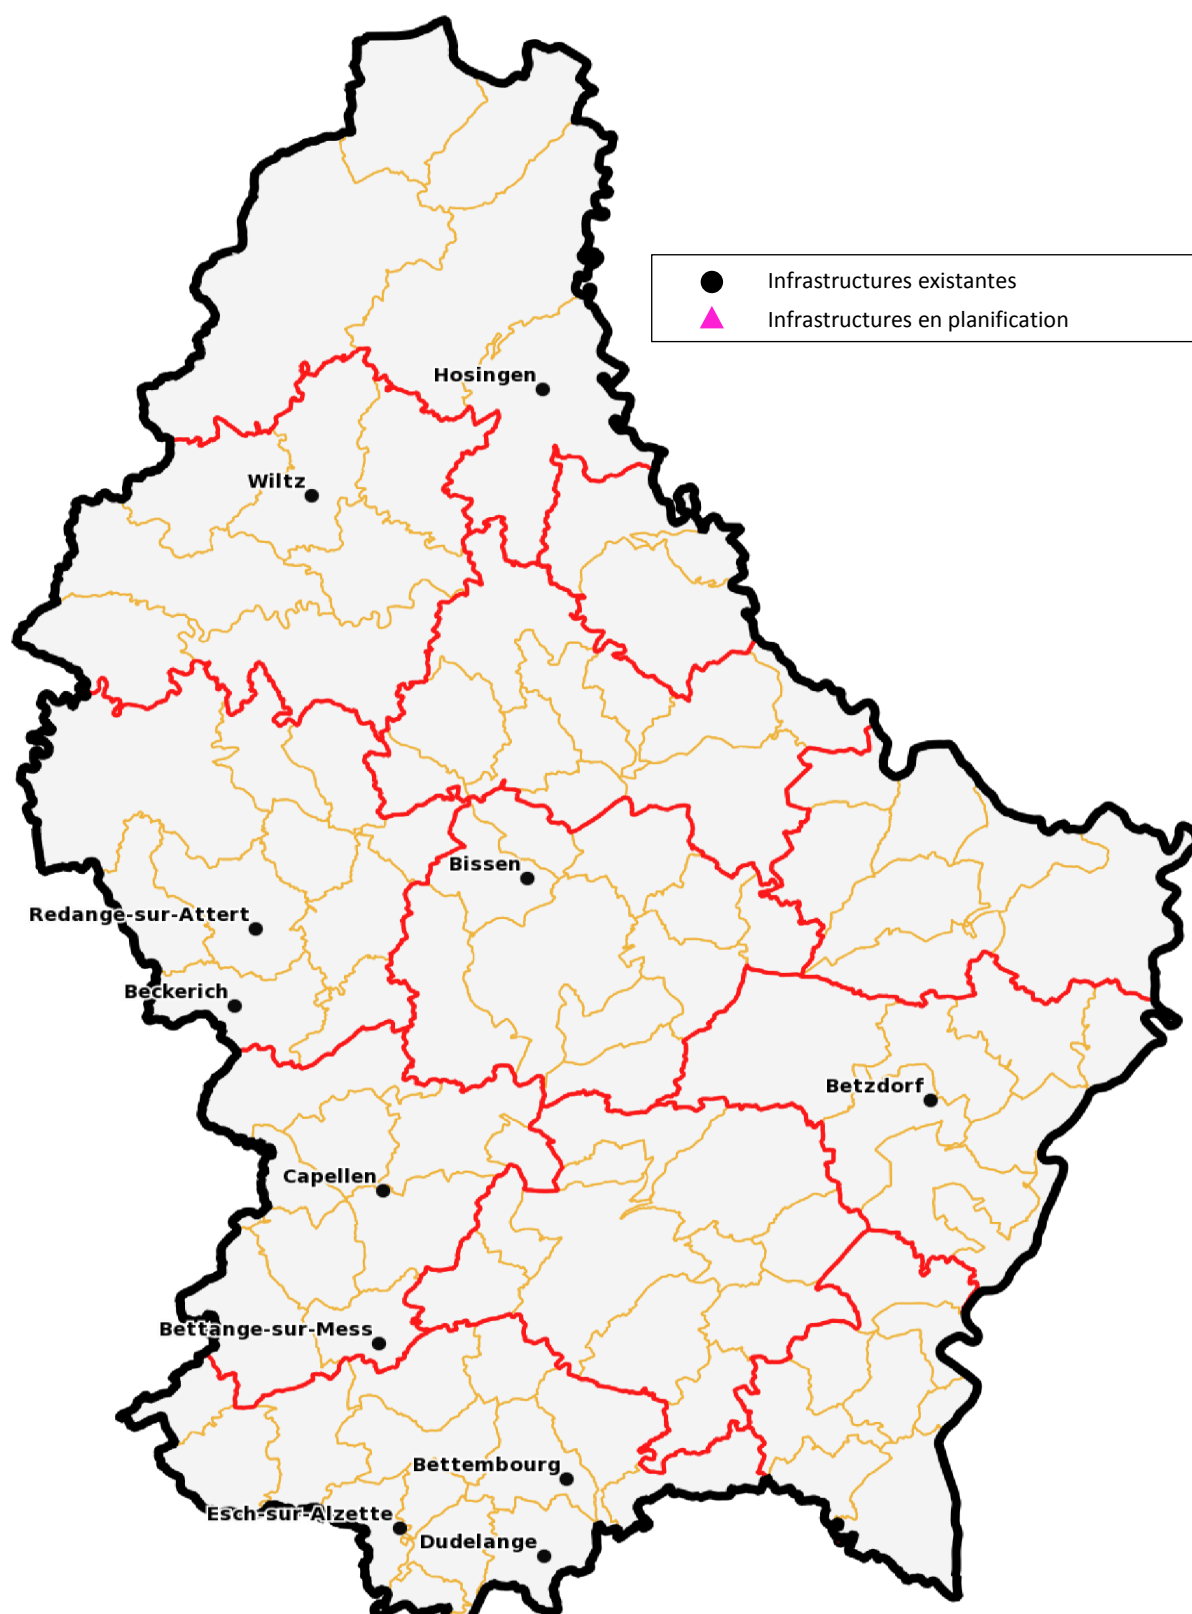 Infrastructures existantes
Infrastructures en planification
Hosingen
Wiltz
Bissen
Redange-sur-Attert
Beckerich
Betzdorf
Capellen
Bettange-sur-Mess
Bettembourg
Esch-sur-Alzette
Dudelange